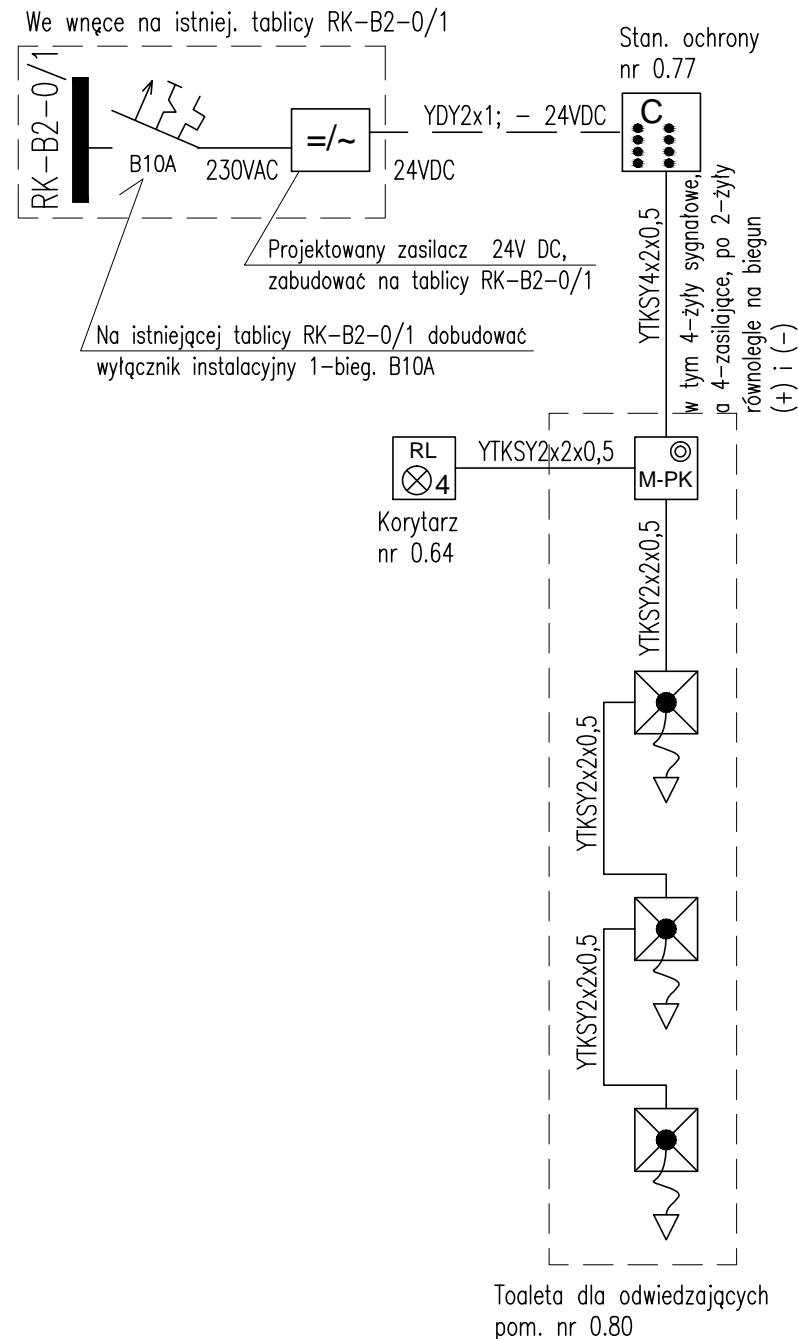 We wnęce na istniej. tablicy RK-B2-0/1
RK-B2-0/1
B10A
230VAC
=/~
24VDC
YDY2x1; - 24VDC
Stan. ochrony
nr 0.77
C
Projektowany zasilacz 24V DC,
zabudować na tablicy RK-B2-0/1
Na istniejącej tablicy RK-B2-0/1 dobudować
wyłącznik instalacyjny 1-bieg. B10A
YTKSY4x2x0,5
w tym 4-żyły sygnałowe,
a 4-zasilające, po 2-żyły
równolegle na biegun
(+) i (-)
RL
4
Korytarz
nr 0.64
YTKSY2x2x0,5
M-PK
YTKSY2x2x0,5
YTKSY2x2x0,5
YTKSY2x2x0,5
Toaleta dla odwiedzających
pom. nr 0.80